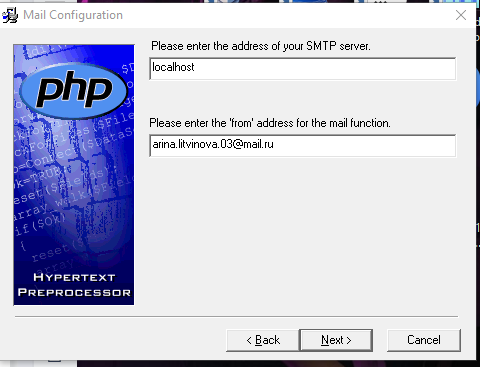 Mail Configuration
Please enter the address of your SMTP server.
localhost
Please enter the 'from' address for the mail function.
arina.litvinova.03@mail.ru
php
HYPERTEXT
PREPROCESSOR
< Back
Next >
Cancel